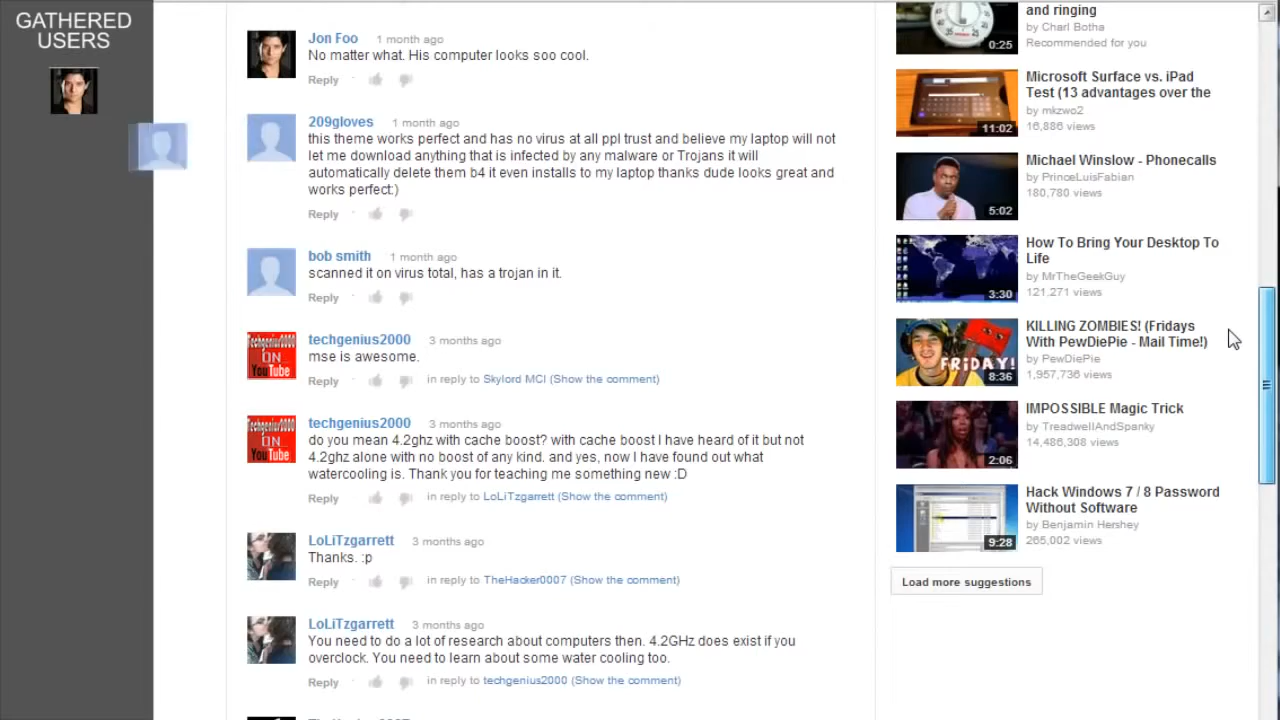 GATHERED
USERS
Jon Foo 1 month ago
No matter what. His computer looks soo cool.
Reply
209gloves 1 month ago
this theme works perfect and has no virus at all ppl trust and believe my laptop will not
let me download anything that is infected by any malware or Trojans it will
automatically delete them b4 it even installs to my laptop thanks dude looks great and
works perfect:)
Reply
bob smith 1 month ago
scanned it on virus total, has a trojan in it.
Reply
Techgenius2000
ON
YouTube
techgenius2000 3 months ago
mse is awesome.
Reply in reply to Skylord MCI (Show the comment)
Techgenius2000
ON
YouTube
techgenius2000 3 months ago
do you mean 4.2ghz with cache boost? with cache boost I have heard of it but not
4.2ghz alone with no boost of any kind. and yes, now I have found out what
watercooling is. Thank you for teaching me something new :D
Reply in reply to LoLiTzgarrett (Show the comment)
LoLiTzgarrett 3 months ago
Thanks. :p
Reply in reply to TheHacker0007 (Show the comment)
LoLiTzgarrett 3 months ago
You need to do a lot of research about computers then. 4.2GHz does exist if you
overclock. You need to learn about some water cooling too.
Reply in reply to techgenius2000 (Show the comment)
and ringing
by Charl Botha
Recommended for you
0:25
Microsoft Surface vs. iPad
Test (13 advantages over the
by mkzwo2
16,886 views
11:02
Michael Winslow - Phonecalls
by PrinceLuisFabian
180,780 views
5:02
How To Bring Your Desktop To
Life
by MrTheGeekGuy
121,271 views
3:30
KILLING ZOMBIES! (Fridays
With PewDiePie - Mail Time!)
by PewDiePie
1,957,736 views
FRiDAY!
8:36
IMPOSSIBLE Magic Trick
by TreadwellAndSpanky
14,486,308 views
2:06
Hack Windows 7 / 8 Password
Without Software
by Benjamin Hershey
265,002 views
9:28
Load more suggestions